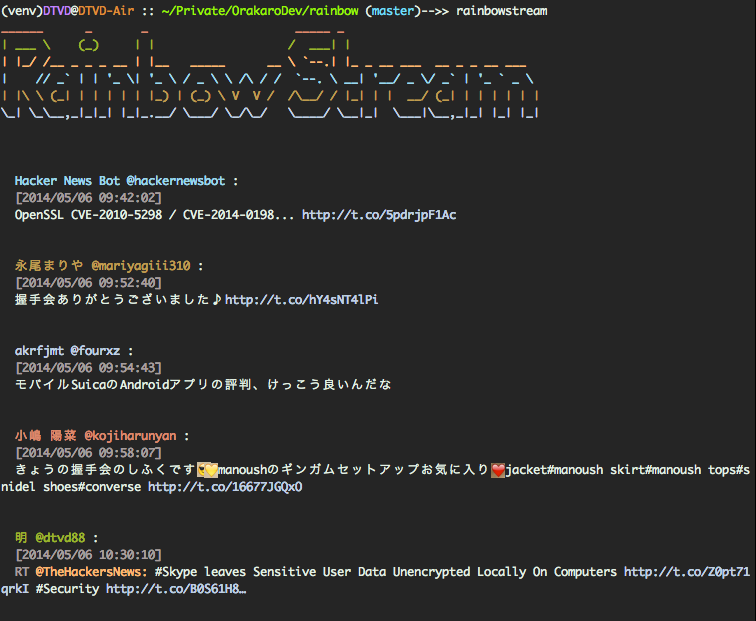 (venv)DTVD@DTVD-Air :: ~/Private/OrakaroDev/rainbow (master)-->> rainbowstream
RainbowStream
Hacker News Bot @hackernewsbot :
[2014/05/06 09:42:02]
OpenSSL CVE-2010-5298 / CVE-2014-0198... http://t.co/5pdrjpF1Ac
永尾まりや @mariyagiii310 :
[2014/05/06 09:52:40]
握手会ありがとうございました♪http://t.co/hY4sNT4lPi
akrfjmt @fourxz :
[2014/05/06 09:54:43]
モバイルSuicaのAndroidアプリの評判、けっこう良いんだな
小嶋 陽菜 @kojiharunyan :
[2014/05/06 09:58:07]
きょうの握手会のしふくです💛manoushのギンガムセットアップお気に入り❤jacket#manoush skirt#manoush tops#s
nidel shoes#converse http://t.co/16677JGQxO
明 @dtvd88 :
[2014/05/06 10:30:10]
RT @TheHackersNews: #Skype leaves Sensitive User Data Unencrypted Locally On Computers http://t.co/Z0pt71
qrkI #Security http://t.co/B0S61H8…